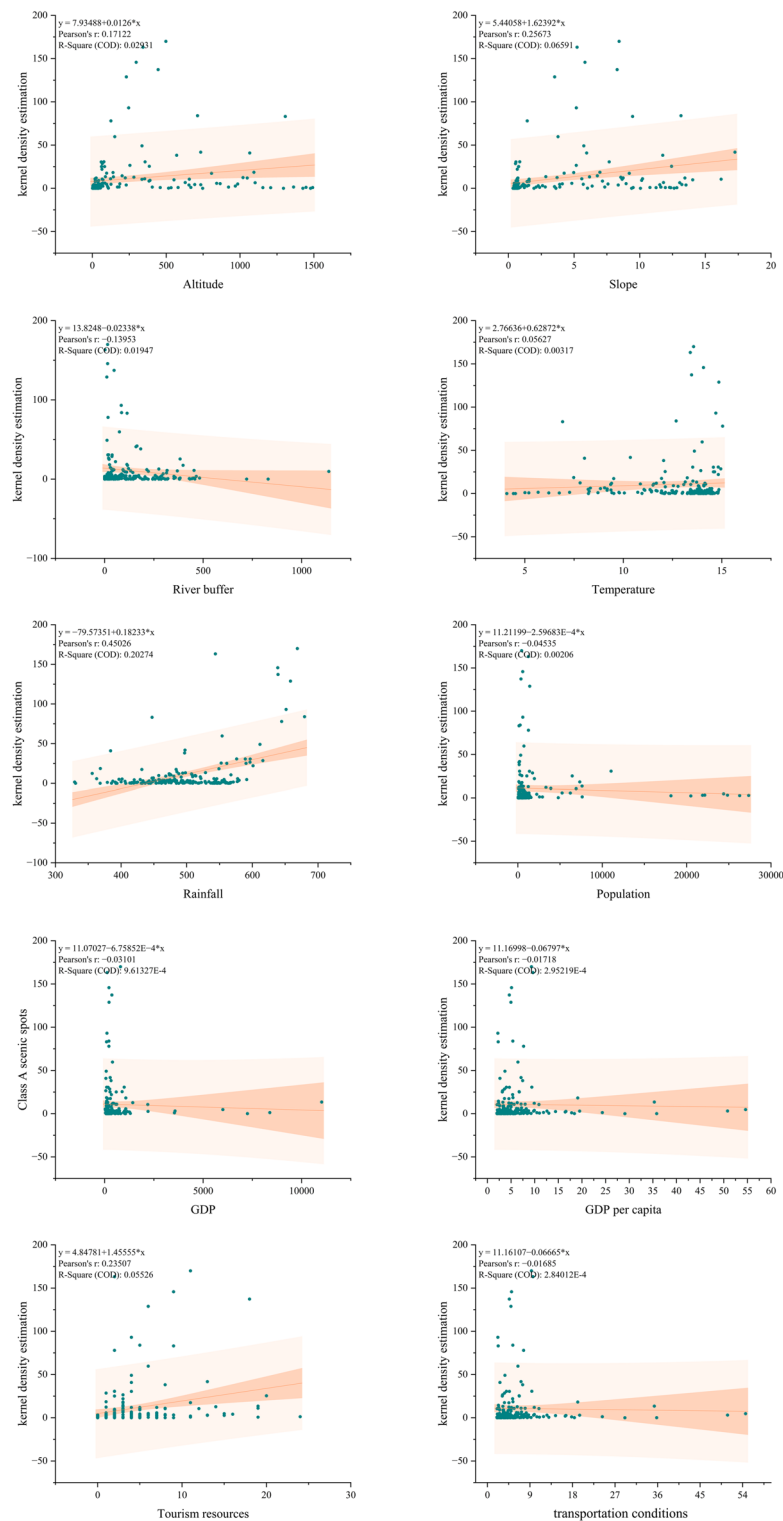 y = 7.93488+0.0126*x
Pearson's r: 0.17122
R-Square (COD): 0.02931
kernel density estimation
200
150
100
50
0
−50
0
500
1000
1500
Altitude
y = 5.44058+1.62392*x
Pearson's r: 0.25673
R-Square (COD): 0.06591
kernel density estimation
200
150
100
50
0
−50
0
5
10
15
20
Slope
y = 13.8248−0.02338*x
Pearson's r: −0.13953
R-Square (COD): 0.01947
kernel density estimation
200
100
0
−100
0
500
1000
River buffer
y = 2.76636+0.62872*x
Pearson's r: 0.05627
R-Square (COD): 0.00317
kernel density estimation
200
150
100
50
0
−50
5
10
15
Temperature
y = −79.57351+0.18233*x
Pearson's r: 0.45026
R-Square (COD): 0.20274
kernel density estimation
200
150
100
50
0
−50
−100
300
400
500
600
700
Rainfall
y = 11.21199−2.59683E−4*x
Pearson's r: −0.04535
R-Square (COD): 0.00206
kernel density estimation
200
150
100
50
0
−50
0
10000
20000
30000
Population
y = 11.07027−6.75852E−4*x
Pearson's r: −0.03101
R-Square (COD): 9.61327E-4
Class A scenic spots
200
150
100
50
0
−50
0
5000
10000
GDP
y = 11.16998−0.06797*x
Pearson's r: −0.01718
R-Square (COD): 2.95219E-4
kernel density estimation
200
150
100
50
0
−50
0
5
10
15
20
25
30
35
40
45
50
55
60
GDP per capita
y = 4.84781+1.45555*x
Pearson's r: 0.23507
R-Square (COD): 0.05526
kernel density estimation
200
150
100
50
0
−50
0
10
20
30
Tourism resources
y = 11.16107−0.06665*x
Pearson's r: −0.01685
R-Square (COD): 2.84012E-4
kernel density estimation
200
150
100
50
0
−50
0
9
18
27
36
45
54
transportation conditions